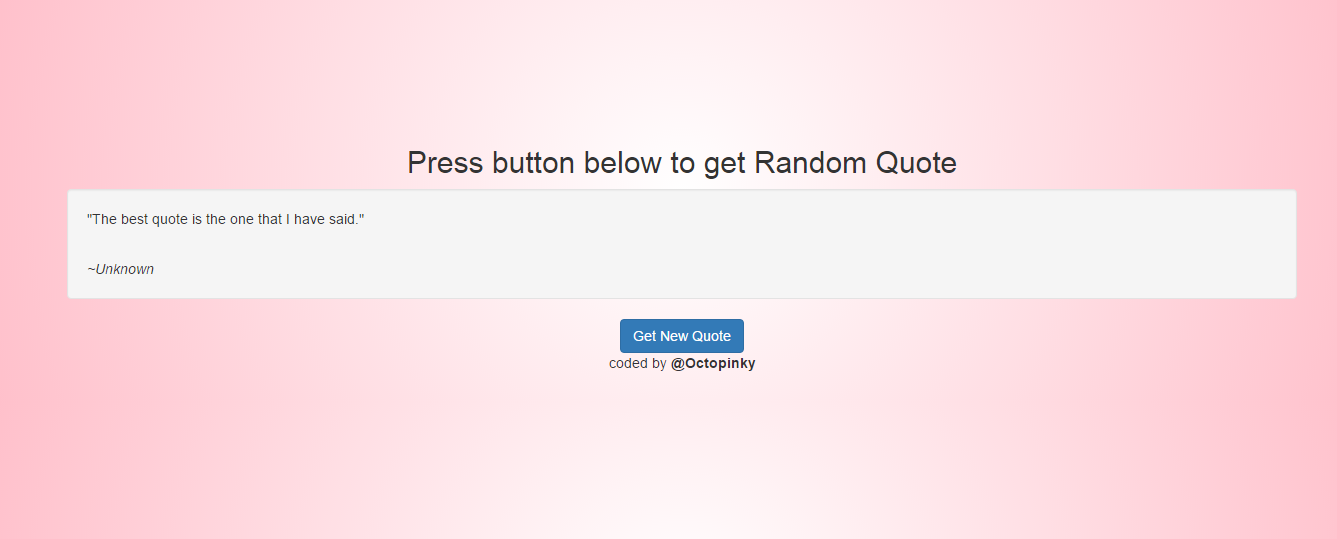 Press button below to get Random Quote
"The best quote is the one that I have said."
~Unknown
Get New Quote
coded by @Octopinky